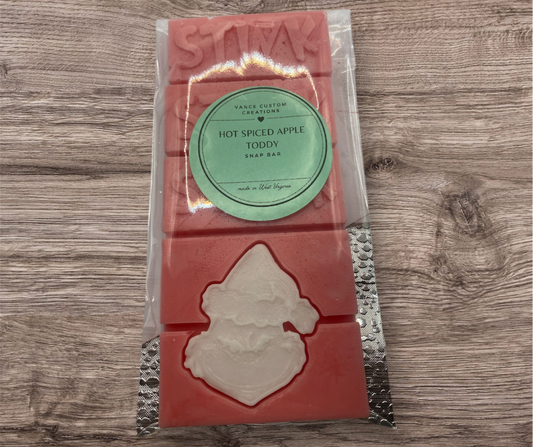 STINK
VANCE CUSTOM
CREATIONS
HOT SPICED APPLE
TODDY
SNAP BAR
made in West Virginia